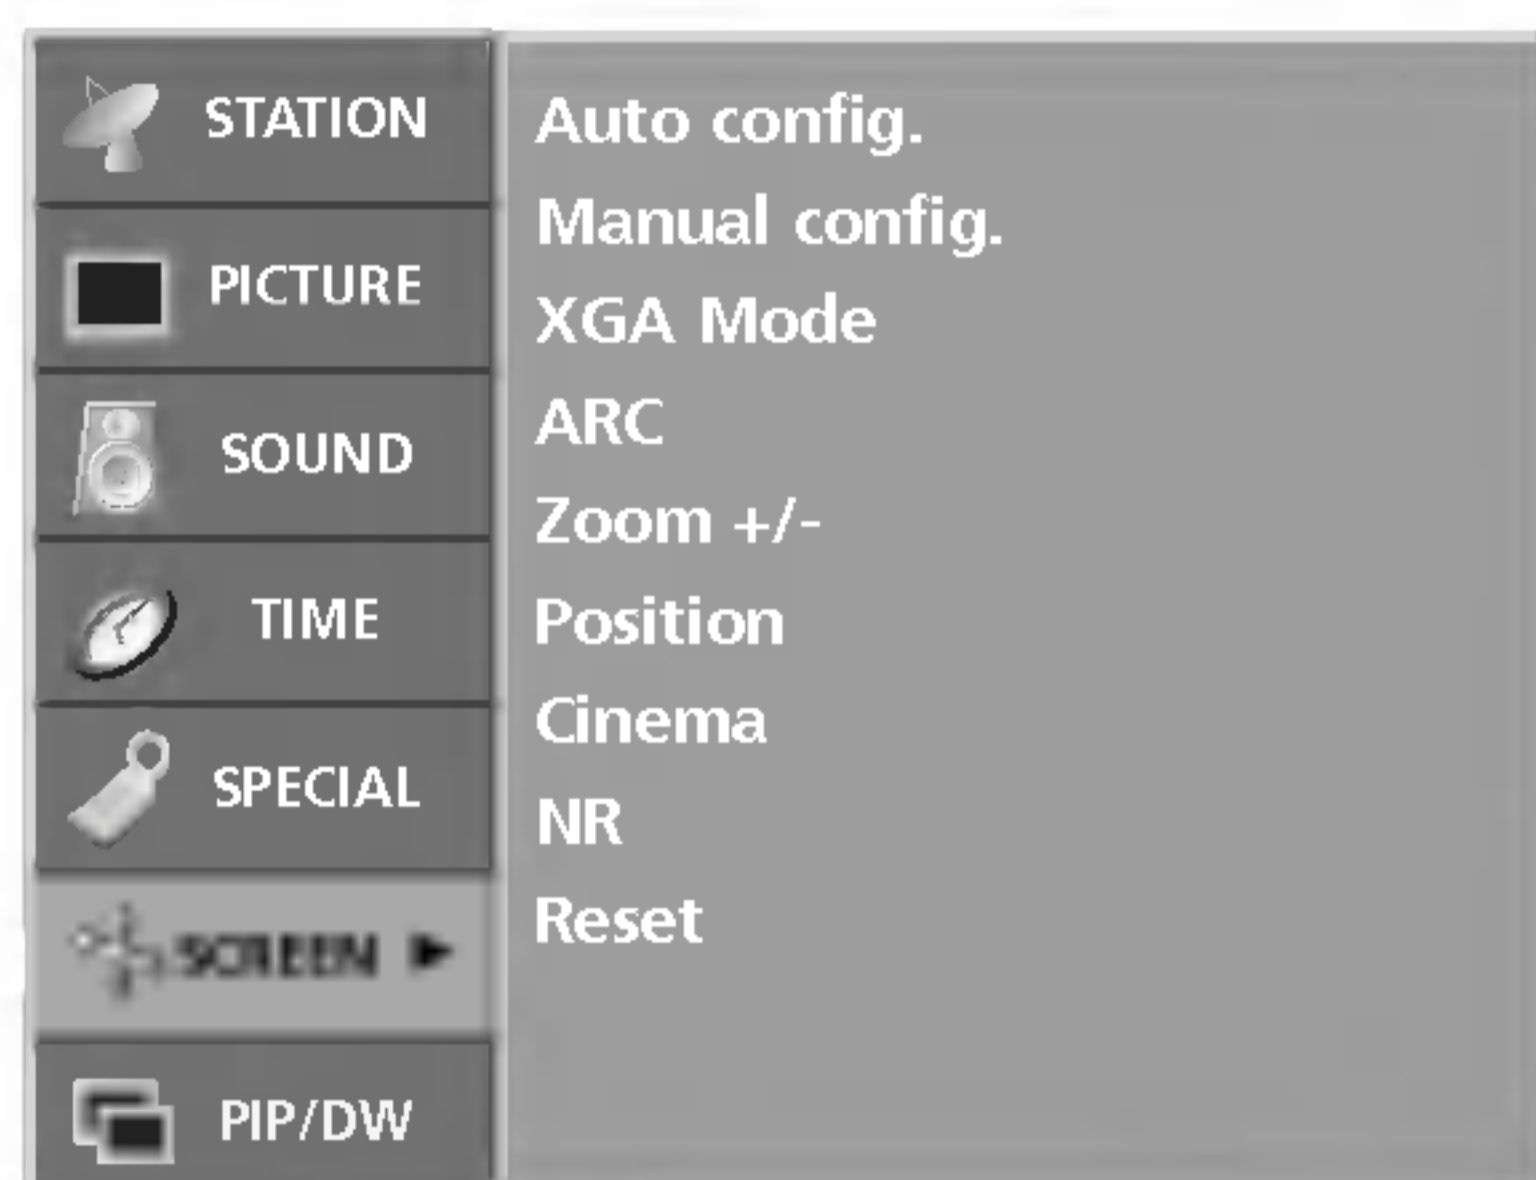 STATION
PICTURE
SOUND
TIME
SPECIAL
SCREEN ►
PIP/DW
Auto config.
Manual config.
XGA Mode
ARC
Zoom +/-
Position
Cinema
NR
Reset